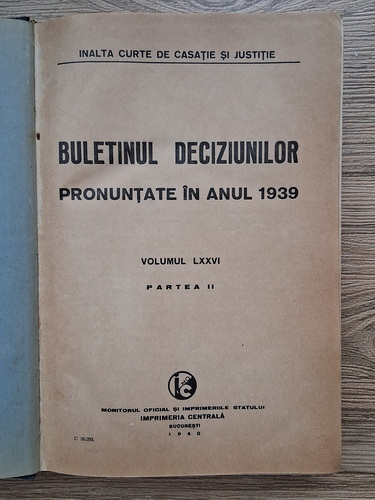 INALTA CURTE DE CASAȚIE ȘI JUSTIȚIE
BULETINUL DECIZIUNILOR
PRONUNȚATE ÎN ANUL 1939
VOLUMUL LXXVI
PARTEA II
MONITORUL OFICIAL ȘI IMPRIMERIILE STATULUI
IMPRIMERIA CENTRALĂ
BUCUREȘTI
1940